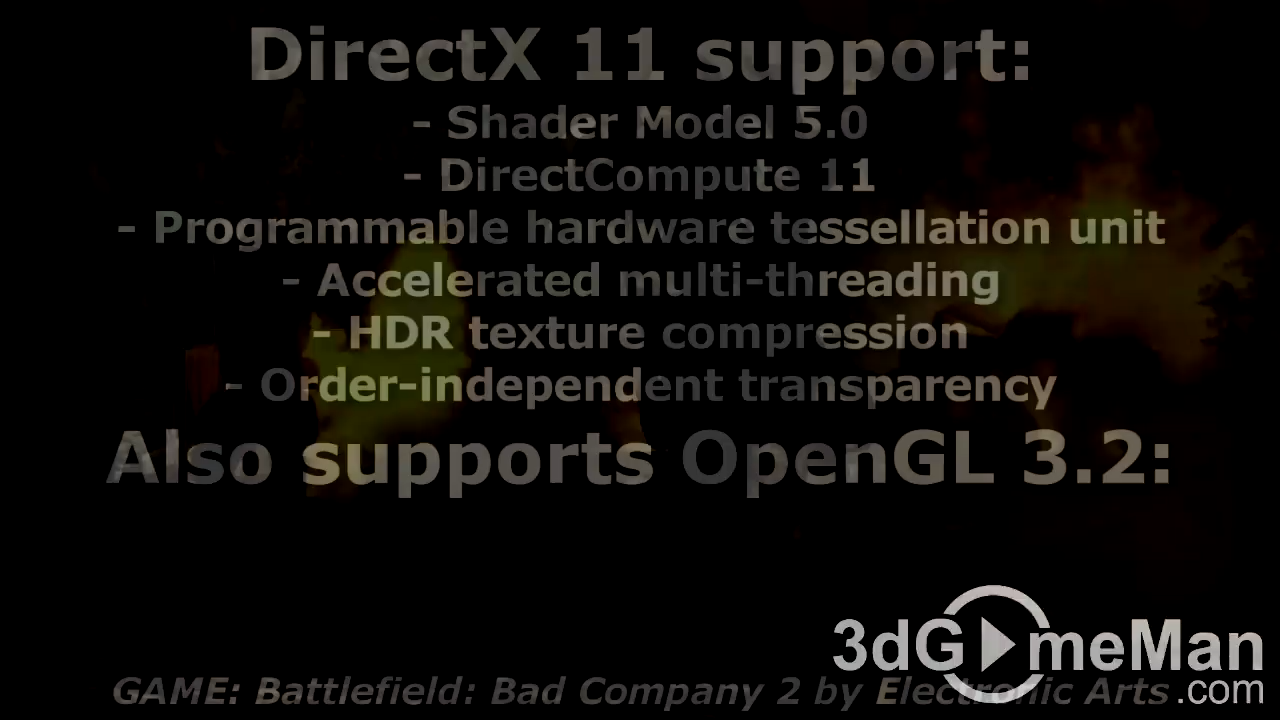 DirectX 11 support:
- Shader Model 5.0
- DirectCompute 11
- Programmable hardware tessellation unit
- Accelerated multi-threading
- HDR texture compression
- Order-independent transparency
Also supports OpenGL 3.2:
3dGameMan
.com
GAME: Battlefield: Bad Company 2 by Electronic Arts